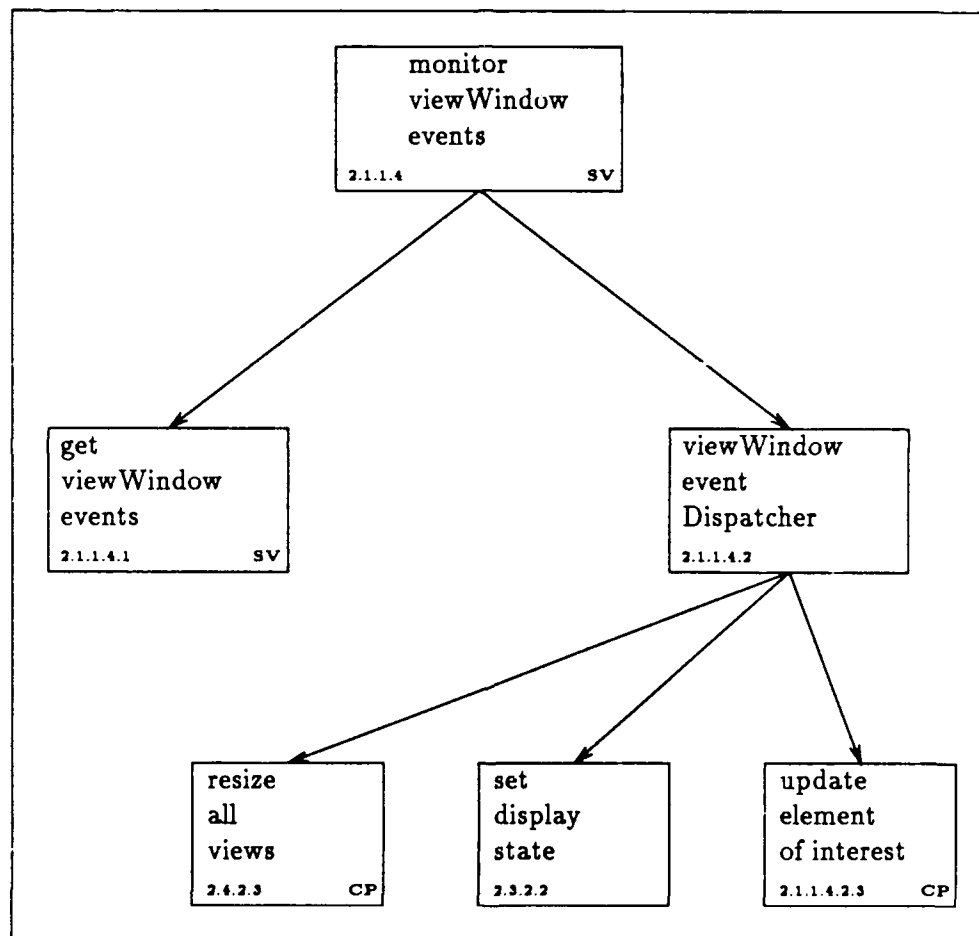 monitor
viewWindow
events
2.1.1.4 SV
get
viewWindow
events
2.1.1.4.1 SV
viewWindow
event
Dispatcher
2.1.1.4.2
resize
all
views
2.4.2.3 CP
set
display
state
2.3.2.2
update
element
of interest
2.1.1.4.2.3 CP